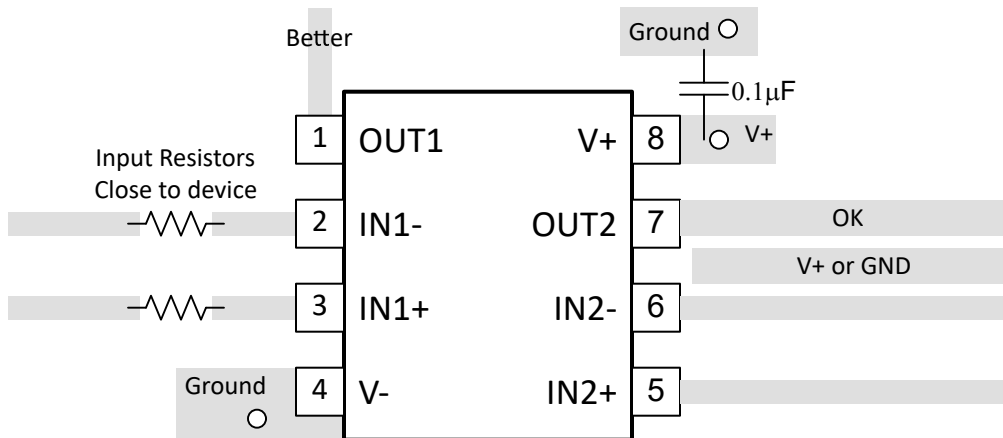 Better
Ground
0.1µF
1 OUT1
V+ 8
V+
Input Resistors
Close to device
2 IN1-
OUT2 7
OK
V+ or GND
3 IN1+
IN2- 6
Ground
4 V-
IN2+ 5